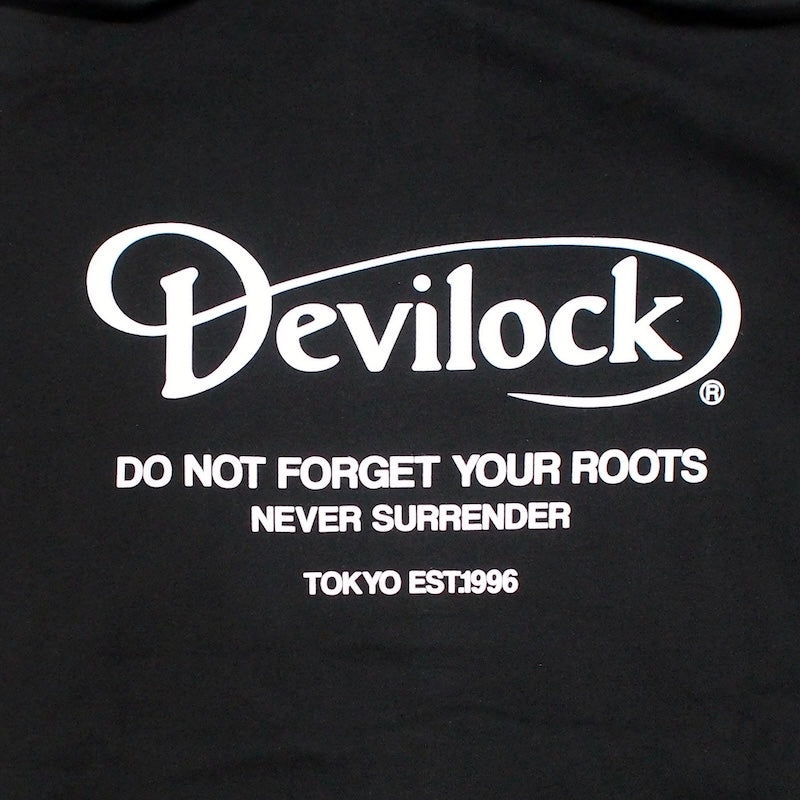 Devilock®
DO NOT FORGET YOUR ROOTS
NEVER SURRENDER
TOKYO EST.1996